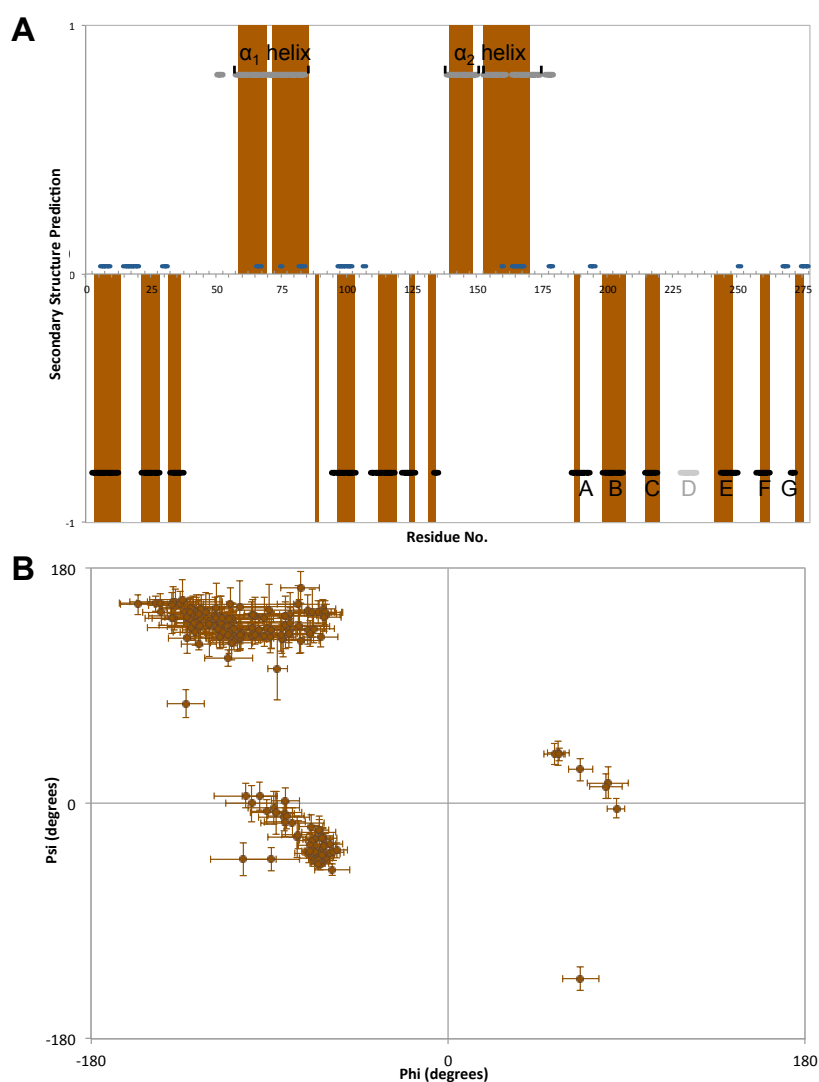 A
1
α1 helix
α2 helix
Secondary Structure Prediction
0
0 25 50 75 100 125 150 175 200 225 250 275
A B C D E F G
-1
Residue No.
B
180
Psi (degrees)
0
-180
-180 0 180
Phi (degrees)